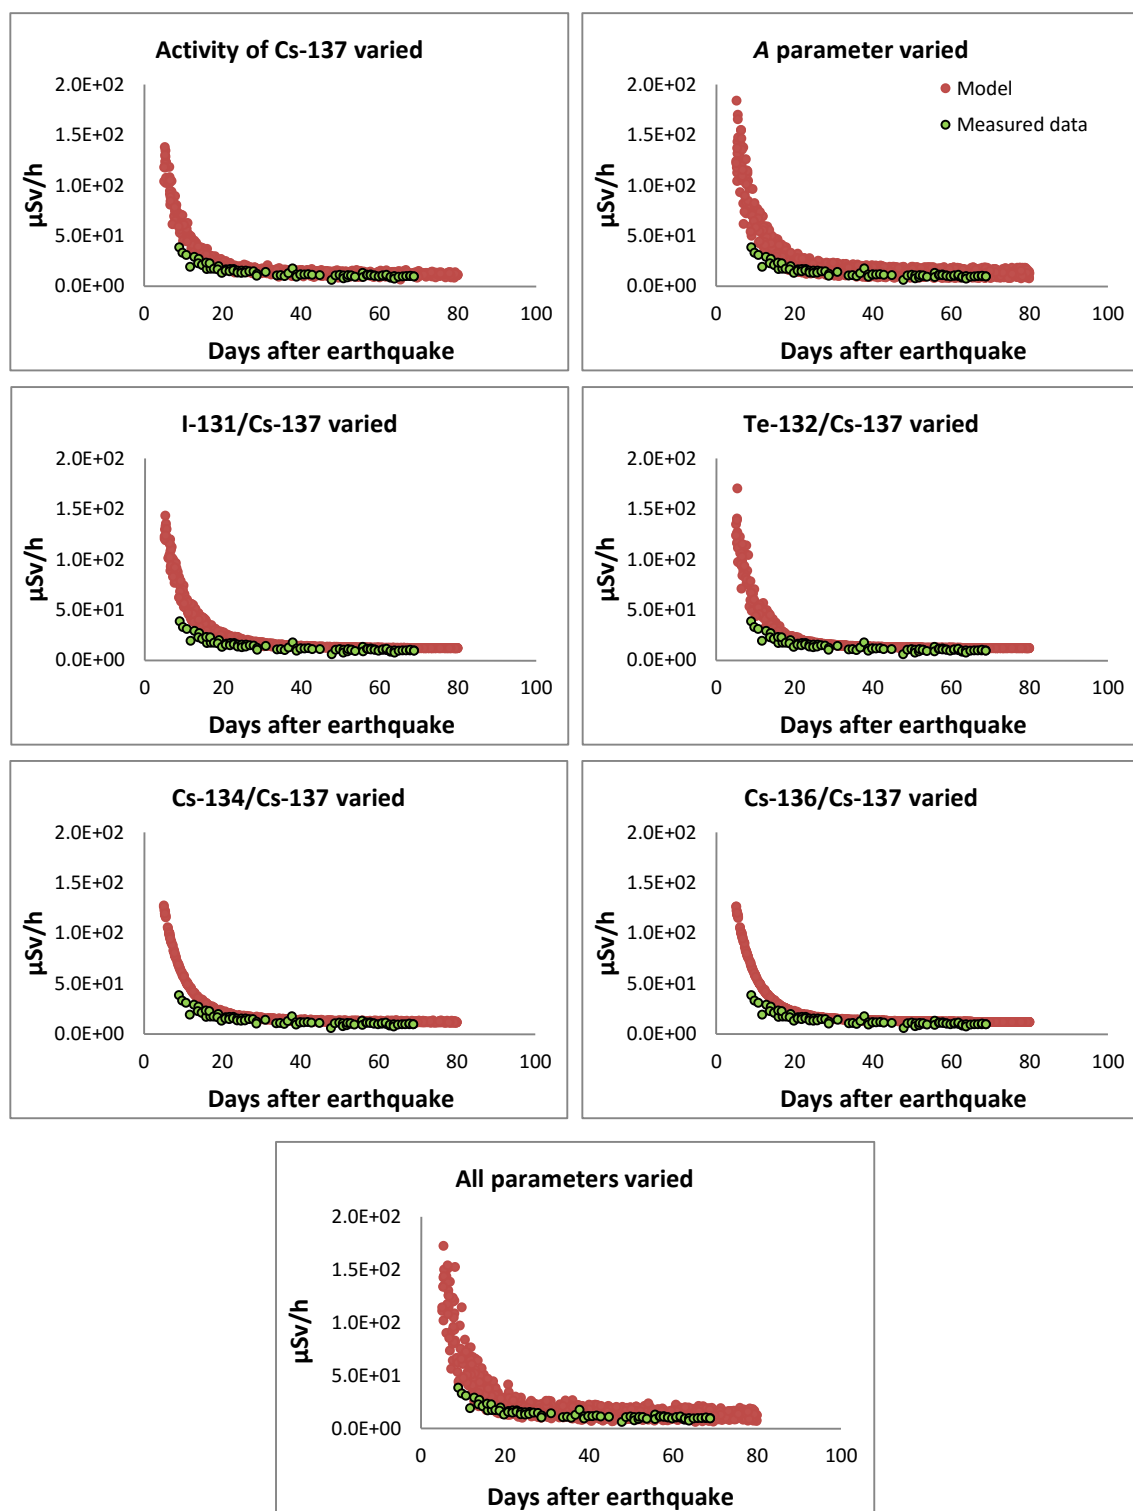 Activity of Cs-137 varied
2.0E+02
1.5E+02
1.0E+02
5.0E+01
0.0E+00
µSv/h
0 20 40 60 80 100
Days after earthquake
A parameter varied
Model
Measured data
2.0E+02
1.5E+02
1.0E+02
5.0E+01
0.0E+00
µSv/h
0 20 40 60 80 100
Days after earthquake
I-131/Cs-137 varied
2.0E+02
1.5E+02
1.0E+02
5.0E+01
0.0E+00
µSv/h
0 20 40 60 80 100
Days after earthquake
Te-132/Cs-137 varied
2.0E+02
1.5E+02
1.0E+02
5.0E+01
0.0E+00
µSv/h
0 20 40 60 80 100
Days after earthquake
Cs-134/Cs-137 varied
2.0E+02
1.5E+02
1.0E+02
5.0E+01
0.0E+00
µSv/h
0 20 40 60 80 100
Days after earthquake
Cs-136/Cs-137 varied
2.0E+02
1.5E+02
1.0E+02
5.0E+01
0.0E+00
µSv/h
0 20 40 60 80 100
Days after earthquake
All parameters varied
2.0E+02
1.5E+02
1.0E+02
5.0E+01
0.0E+00
µSv/h
0 20 40 60 80 100
Days after earthquake